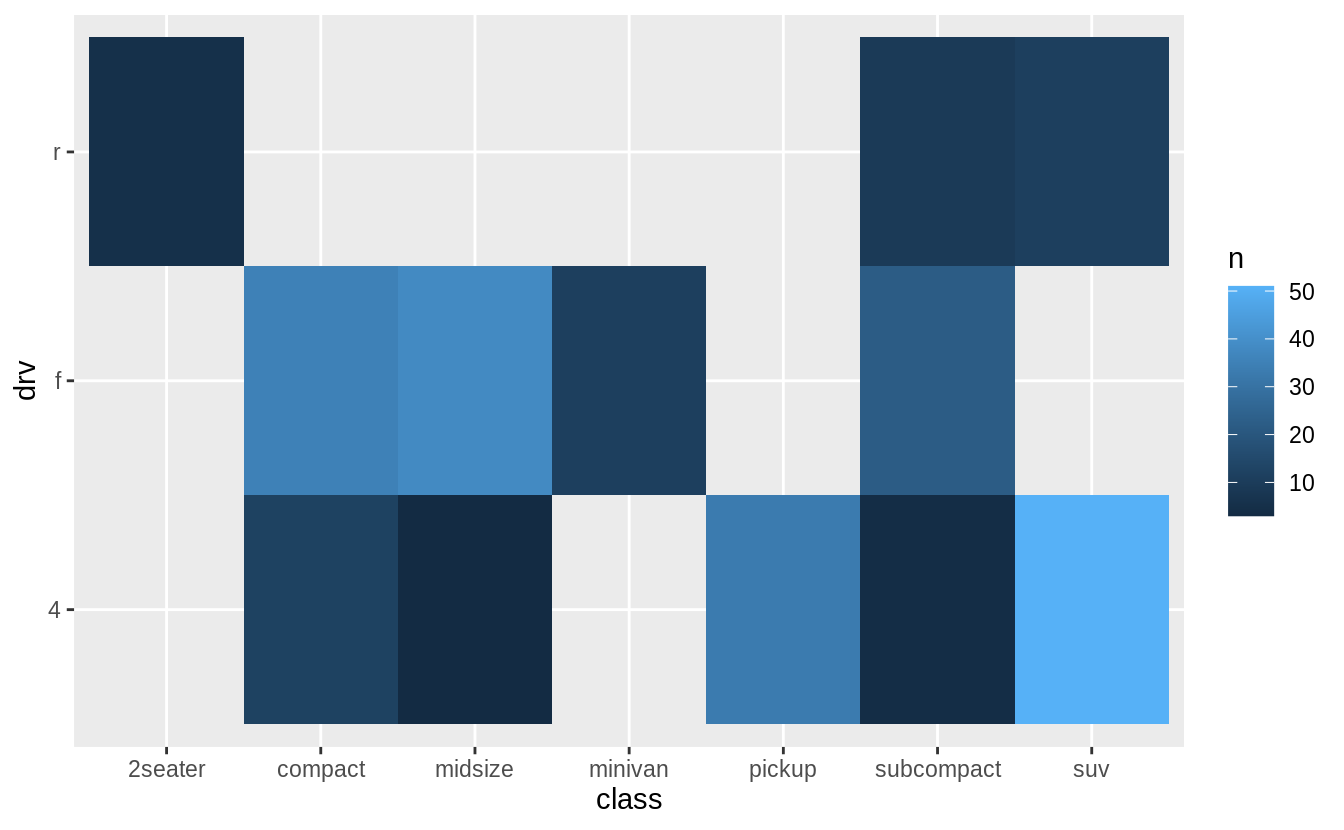 r
f
4
drv
2seater compact midsize minivan pickup subcompact suv
class
n
50
40
30
20
10